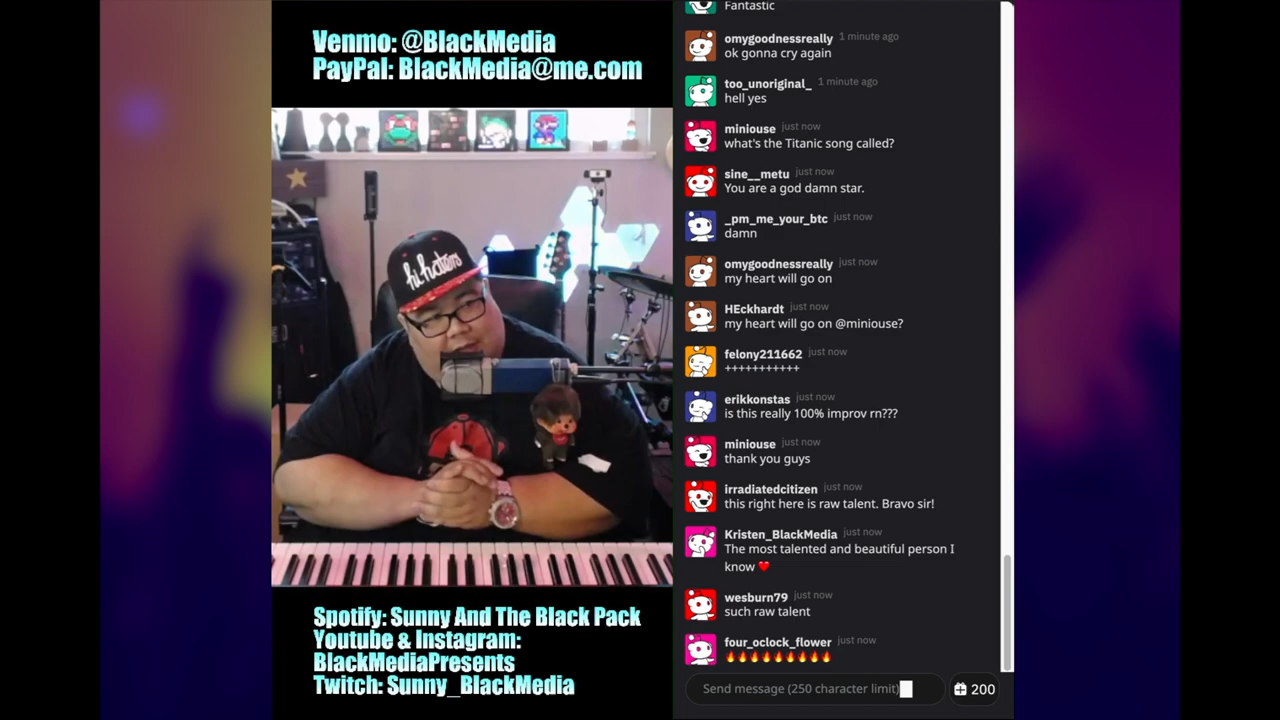 Venmo: @BlackMedia
PayPal: BlackMedia@me.com
hi haters
Spotify: Sunny And The Black Pack
Youtube & Instagram:
BlackMediaPresents
Twitch: Sunny_BlackMedia
Fantastic
omygoodnessreally 1 minute ago
ok gonna cry again
too_unoriginal_ 1 minute ago
hell yes
miniouse just now
what's the Titanic song called?
sine__metu just now
You are a god damn star.
_pm_me_your_btc just now
damn
omygoodnessreally just now
my heart will go on
HEckhardt just now
my heart will go on @miniouse?
felony211662 just now
+++++++++++
erikkonstas just now
is this really 100% improv rn???
miniouse just now
thank you guys
irradiatedcitizen just now
this right here is raw talent. Bravo sir!
Kristen_BlackMedia just now
The most talented and beautiful person I
know ❤️
wesburn79 just now
such raw talent
four_oclock_flower just now
🔥🔥🔥🔥🔥🔥🔥🔥🔥
Send message (250 character limit)
200